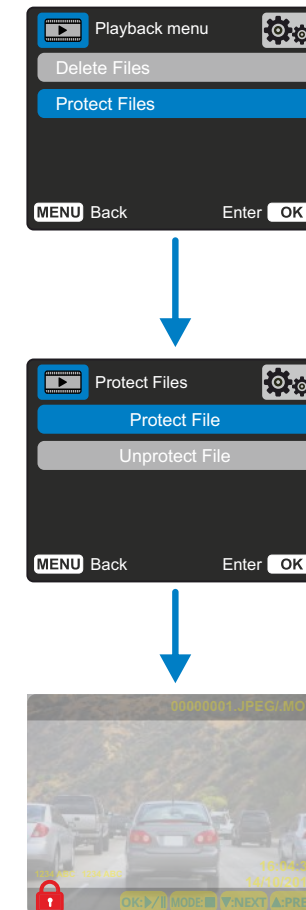 Playback menu
Delete Files
Protect Files
MENU Back Enter OK
Protect Files
Protect File
Unprotect File
MENU Back Enter OK
00000001.JPEG/.MO
OK: MODE: :NEXT :PR